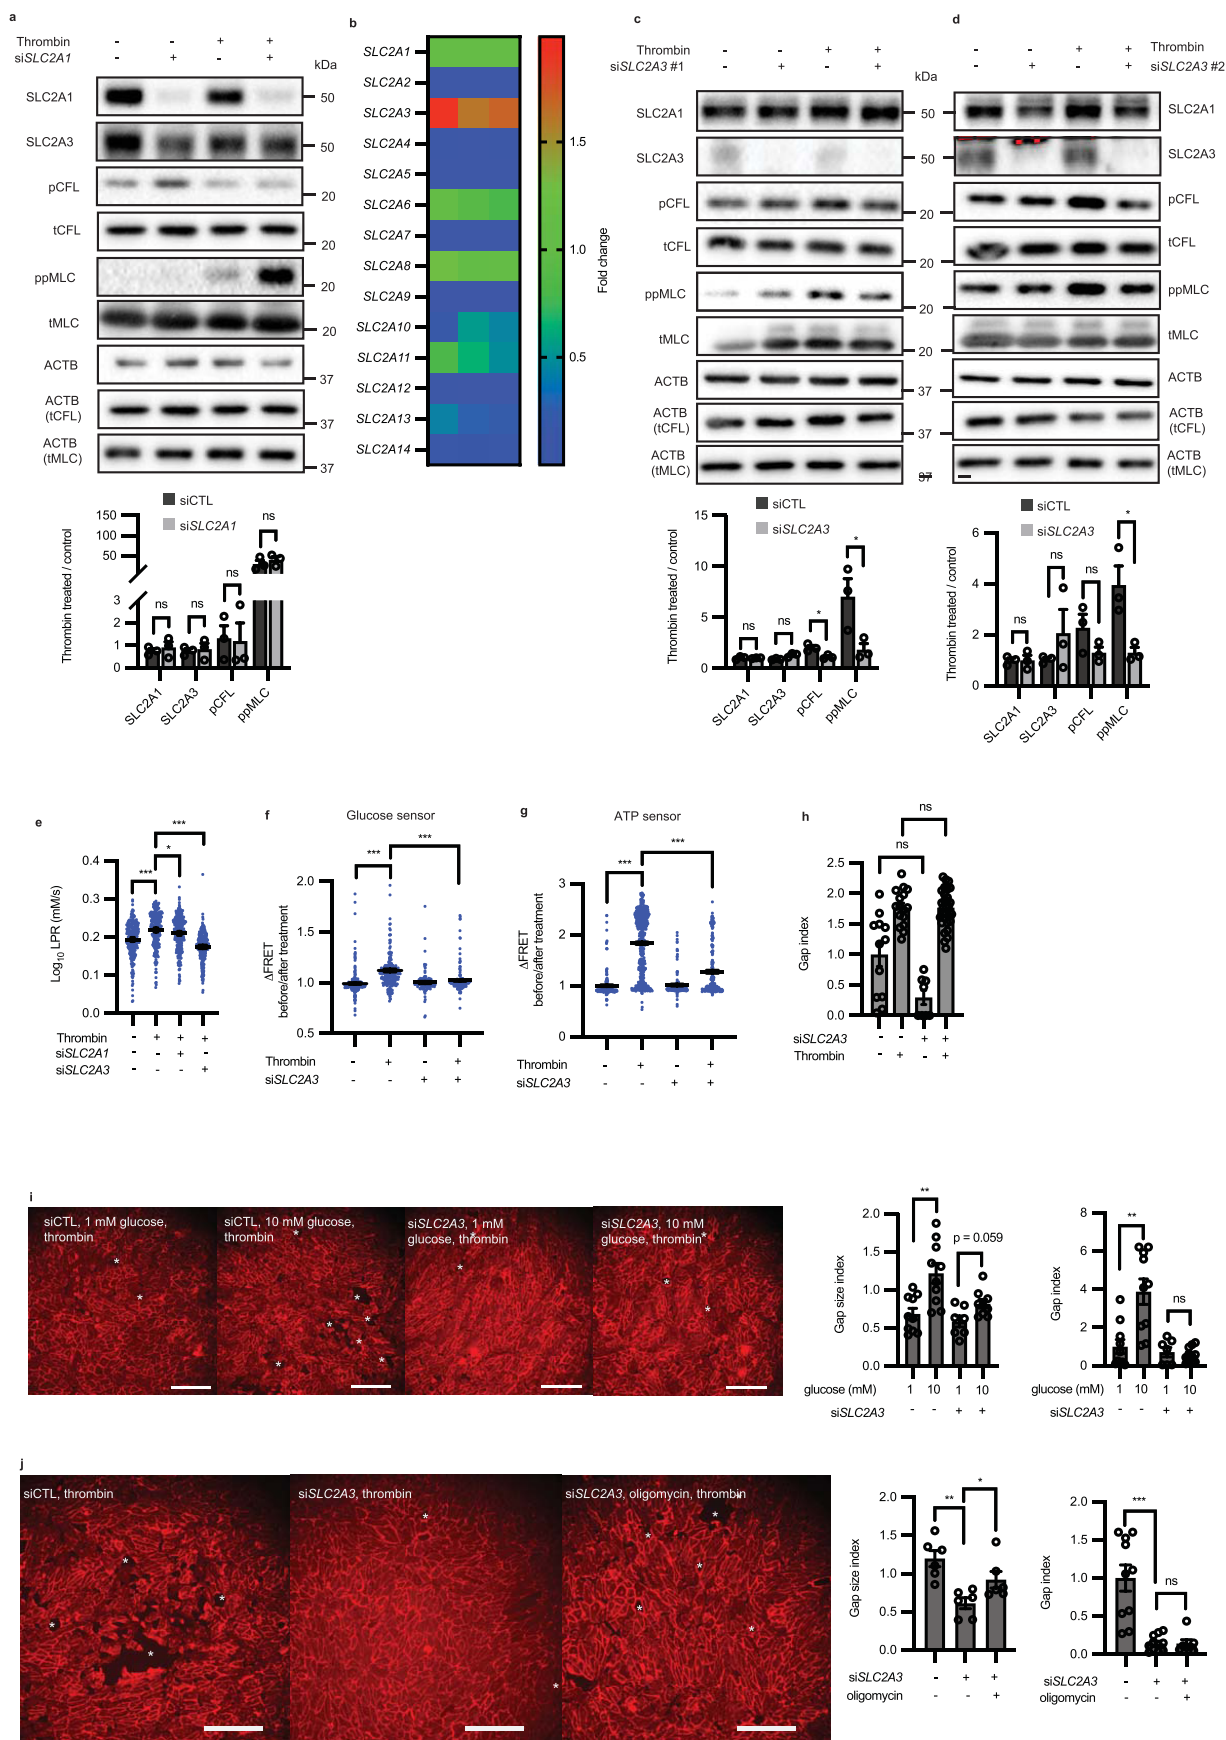 a
Thrombin - - + +
siSLC2A1 - + - +
kDa
SLC2A1
50
SLC2A3
50
pCFL
20
tCFL
20
ppMLC
20
tMLC
20
ACTB
37
ACTB
(tCFL)
37
ACTB
(tMLC)
37
siCTL
siSLC2A1
Thrombin treated / control
150
100
50
3
2
1
0
ns
ns
ns
ns
SLC2A1
SLC2A3
pCFL
ppMLC
b
SLC2A1
SLC2A2
SLC2A3
SLC2A4
SLC2A5
SLC2A6
SLC2A7
SLC2A8
SLC2A9
SLC2A10
SLC2A11
SLC2A12
SLC2A13
SLC2A14
1.5
1.0
0.5
Fold change
c
Thrombin - - + +
siSLC2A3 #1 - + - +
kDa
SLC2A1
50
SLC2A3
50
pCFL
20
tCFL
20
ppMLC
20
tMLC
20
ACTB
37
ACTB
(tCFL)
37
ACTB
(tMLC)
37
siCTL
siSLC2A3
Thrombin treated / control
15
10
5
0
ns
ns
*
*
SLC2A1
SLC2A3
pCFL
ppMLC
d
- - + + Thrombin
- + - + siSLC2A3 #2
SLC2A1
SLC2A3
pCFL
tCFL
ppMLC
tMLC
ACTB
ACTB
(tCFL)
ACTB
(tMLC)
siCTL
siSLC2A3
Thrombin treated / control
6
4
2
0
ns
ns
ns
*
SLC2A1
SLC2A3
pCFL
ppMLC
e
Log10 LPR (mM/s)
0.4
0.3
0.2
0.1
0.0
***
*
***
Thrombin - + + +
siSLC2A1 - - + -
siSLC2A3 - - - +
f
Glucose sensor
ΔFRET
before/after treatment
2.0
1.5
1.0
0.5
***
***
Thrombin - + - +
siSLC2A3 - - + +
g
ATP sensor
ΔFRET
before/after treatment
3
2
1
0
***
***
Thrombin - + - +
siSLC2A3 - - + +
h
Gap index
2.5
2.0
1.5
1.0
0.5
0.0
ns
ns
siSLC2A3 - - + +
Thrombin - + - +
i
siCTL, 1 mM glucose,
thrombin
* *
siCTL, 10 mM glucose,
thrombin
* * * * * * *
siSLC2A3, 1 mM
glucose, thrombin
* *
siSLC2A3, 10 mM
glucose, thrombin
* * *
Gap size index
2.0
1.5
1.0
0.5
0.0
**
p = 0.059
glucose (mM) 1 10 1 10
siSLC2A3 - - + +
Gap index
8
6
4
2
0
**
ns
glucose (mM) 1 10 1 10
siSLC2A3 - - + +
j
siCTL, thrombin
* * * *
siSLC2A3, thrombin
* *
siSLC2A3, oligomycin, thrombin
* * * * *
Gap size index
2.0
1.5
1.0
0.5
0.0
**
*
siSLC2A3 - + +
oligomycin - - +
Gap index
2.0
1.5
1.0
0.5
0.0
***
ns
siSLC2A3 - + +
oligomycin - - +